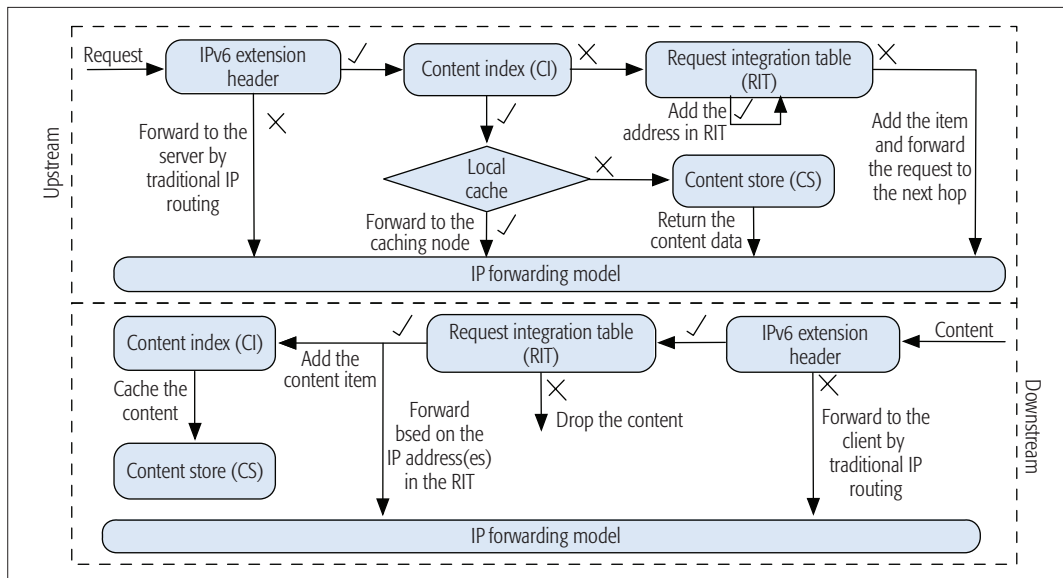 Request
IPv6 extension
header
Content index (CI)
Request integration table
(RIT)
Add the
address in RIT
Forward to the
server by
traditional IP
routing
Add the item
and forward
the request to
the next hop
Local
cache
Content store (CS)
Forward to the
caching node
Return the
content data
IP forwarding model
Upstream
Content index (CI)
Request integration table
(RIT)
IPv6 extension
header
Content
Add the
content item
Cache the
content
Drop the content
Forward
bsed on the
IP address(es)
in the RIT
Forward to the
client by
traditional IP
routing
Content store (CS)
IP forwarding model
Downstream